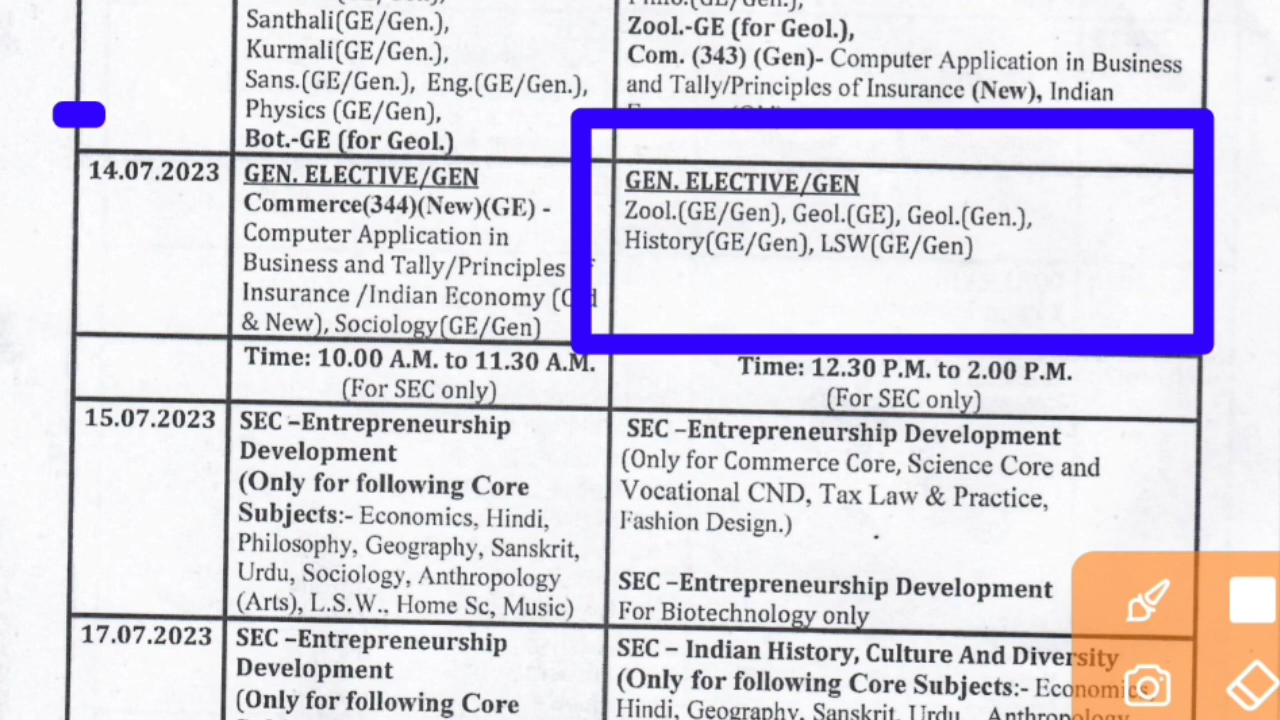 Santhali(GE/Gen.),
Kurmali(GE/Gen.),
Sans.(GE/Gen.), Eng.(GE/Gen.),
Physics (GE/Gen),
Bot.-GE (for Geol.)
Zool.-GE (for Geol.),
Com. (343) (Gen)- Computer Application in Business
and Tally/Principles of Insurance (New), Indian
14.07.2023
GEN. ELECTIVE/GEN
Commerce(344)(New)(GE) -
Computer Application in
Business and Tally/Principles
Insurance /Indian Economy
& New), Sociology(GE/Gen)
GEN. ELECTIVE/GEN
Zool.(GE/Gen), Geol.(GE), Geol.(Gen.),
History(GE/Gen), LSW(GE/Gen)
Time: 10.00 A.M. to 11.30 A.M.
(For SEC only)
Time: 12.30 P.M. to 2.00 P.M.
(For SEC only)
15.07.2023
SEC –Entrepreneurship
Development
(Only for following Core
Subjects:- Economics, Hindi,
Philosophy, Geography, Sanskrit,
Urdu, Sociology, Anthropology
(Arts), L.S.W., Home Sc, Music)
SEC –Entrepreneurship Development
(Only for Commerce Core, Science Core and
Vocational CND, Tax Law & Practice,
Fashion Design.)
SEC –Entrepreneurship Development
For Biotechnology only
17.07.2023
SEC –Entrepreneurship
Development
(Only for following Core
SEC – Indian History, Culture And Diversity
(Only for following Core Subjects:- Economics,
Hindi, Geography, Sanskrit, Urdu, Anthropology